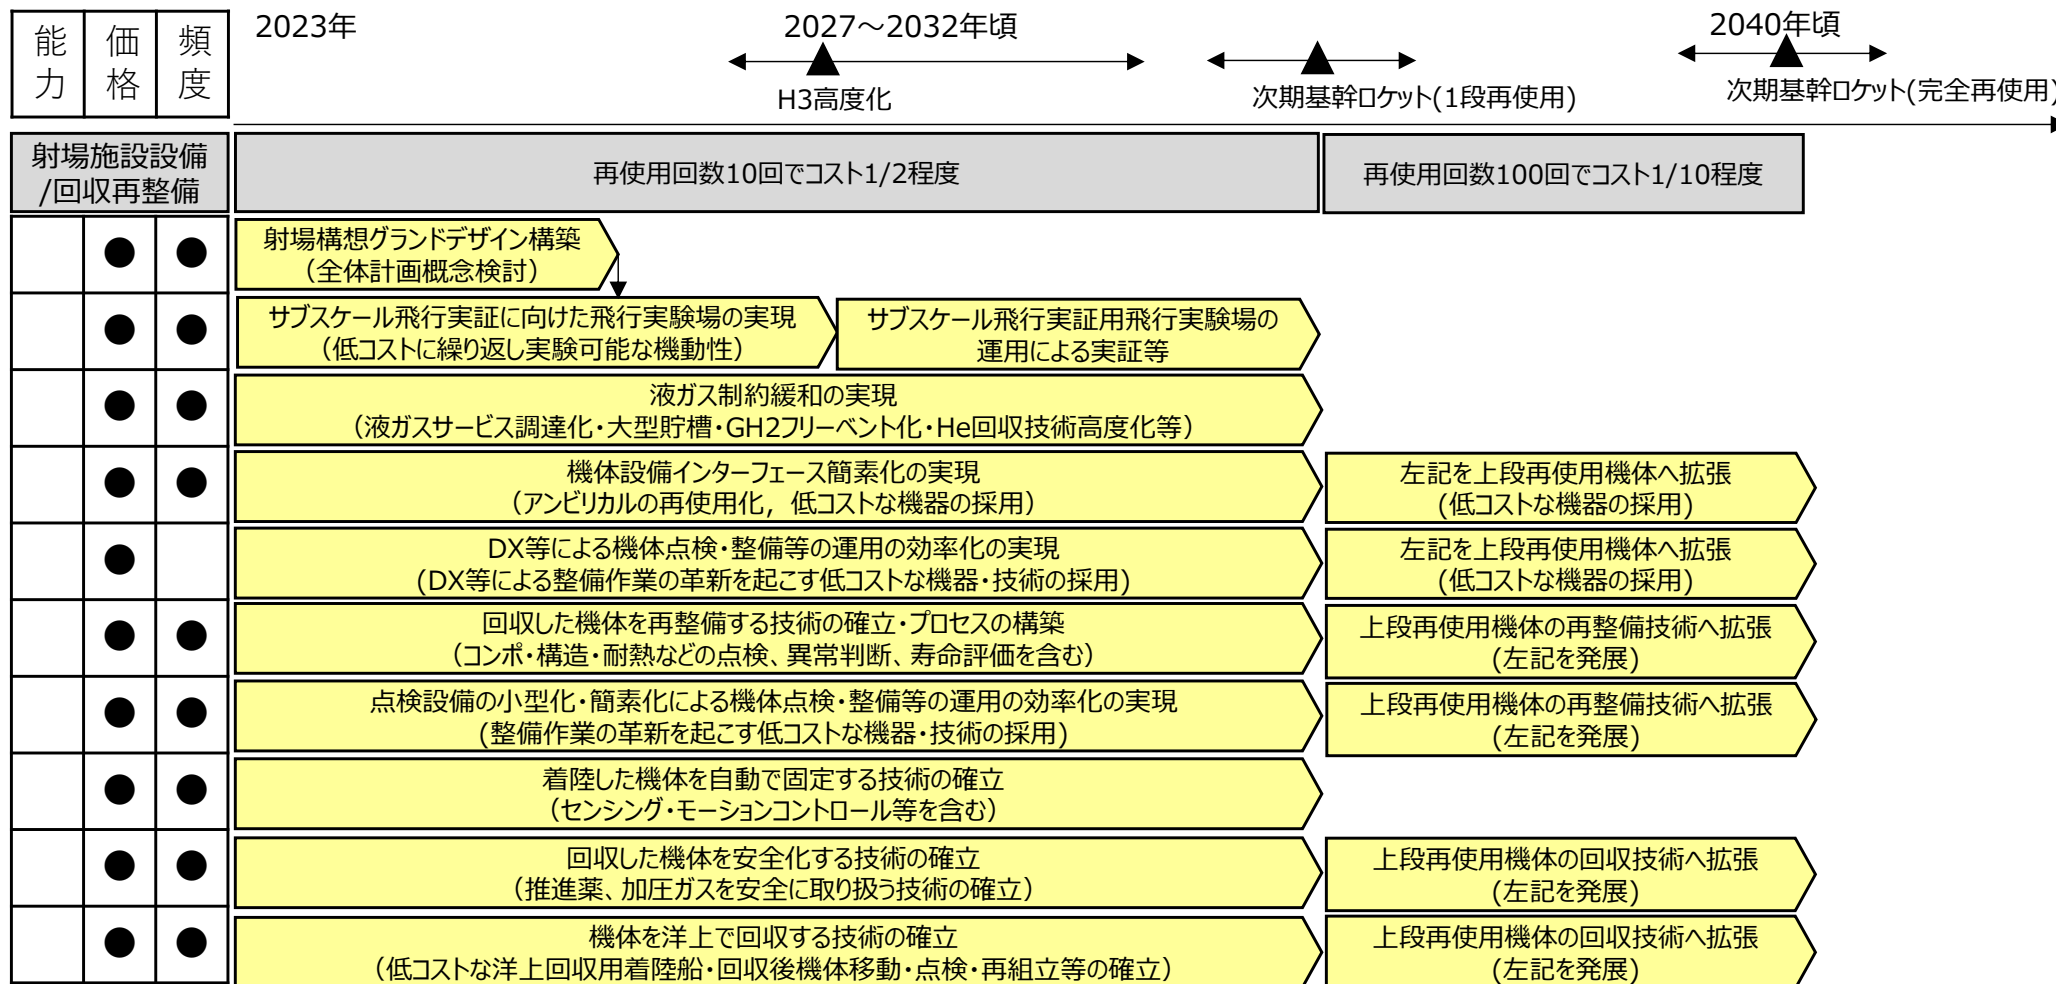 能力
価格
頻度
2023年
2027～2032年頃
2040年頃
H3高度化
次期基幹ロケット(1段再使用)
次期基幹ロケット(完全再使用)
射場施設設備
/回収再整備
再使用回数10回でコスト1/2程度
再使用回数100回でコスト1/10程度
● ●
射場構想グランドデザイン構築
（全体計画概念検討）
● ●
サブスケール飛行実証に向けた飛行実験場の実現
（低コストに繰り返し実験可能な機動性）
サブスケール飛行実証用飛行実験場の
運用による実証等
● ●
液ガス制約緩和の実現
（液ガスサービス調達化・大型貯槽・GH2フリーベント化・He回収技術高度化等）
● ●
機体設備インターフェース簡素化の実現
（アンビリカルの再使用化，低コストな機器の採用）
左記を上段再使用機体へ拡張
(低コストな機器の採用)
●
DX等による機体点検・整備等の運用の効率化の実現
(DX等による整備作業の革新を起こす低コストな機器・技術の採用)
左記を上段再使用機体へ拡張
(低コストな機器の採用)
● ●
回収した機体を再整備する技術の確立・プロセスの構築
（コンポ・構造・耐熱などの点検、異常判断、寿命評価を含む）
上段再使用機体の再整備技術へ拡張
(左記を発展)
● ●
点検設備の小型化・簡素化による機体点検・整備等の運用の効率化の実現
(整備作業の革新を起こす低コストな機器・技術の採用)
上段再使用機体の再整備技術へ拡張
(左記を発展)
● ●
着陸した機体を自動で固定する技術の確立
（センシング・モーションコントロール等を含む）
● ●
回収した機体を安全化する技術の確立
（推進薬、加圧ガスを安全に取り扱う技術の確立）
上段再使用機体の回収技術へ拡張
(左記を発展)
● ●
機体を洋上で回収する技術の確立
（低コストな洋上回収用着陸船・回収後機体移動・点検・再組立等の確立）
上段再使用機体の回収技術へ拡張
(左記を発展)